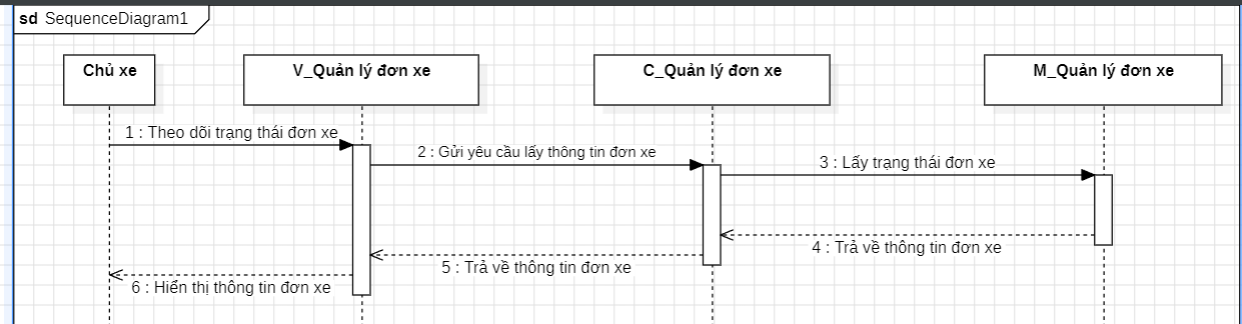 sd SequenceDiagram1
Chủ xe
V_Quản lý đơn xe
C_Quản lý đơn xe
M_Quản lý đơn xe
1 : Theo dõi trạng thái đơn xe
2 : Gửi yêu cầu lấy thông tin đơn xe
3 : Lấy trạng thái đơn xe
4 : Trả về thông tin đơn xe
5 : Trả về thông tin đơn xe
6 : Hiển thị thông tin đơn xe